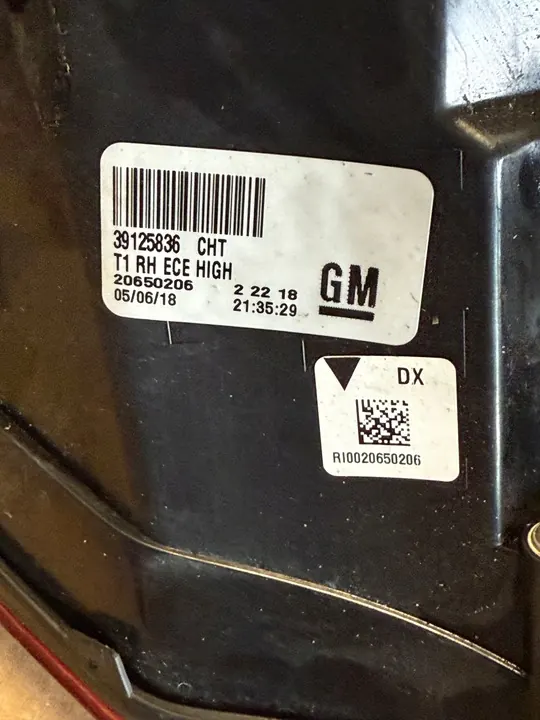 39125836 CHT
T1 RH ECE HIGH
20650206 2 22 18
05/06/18 21:35:29
GM
DX
RI0020650206